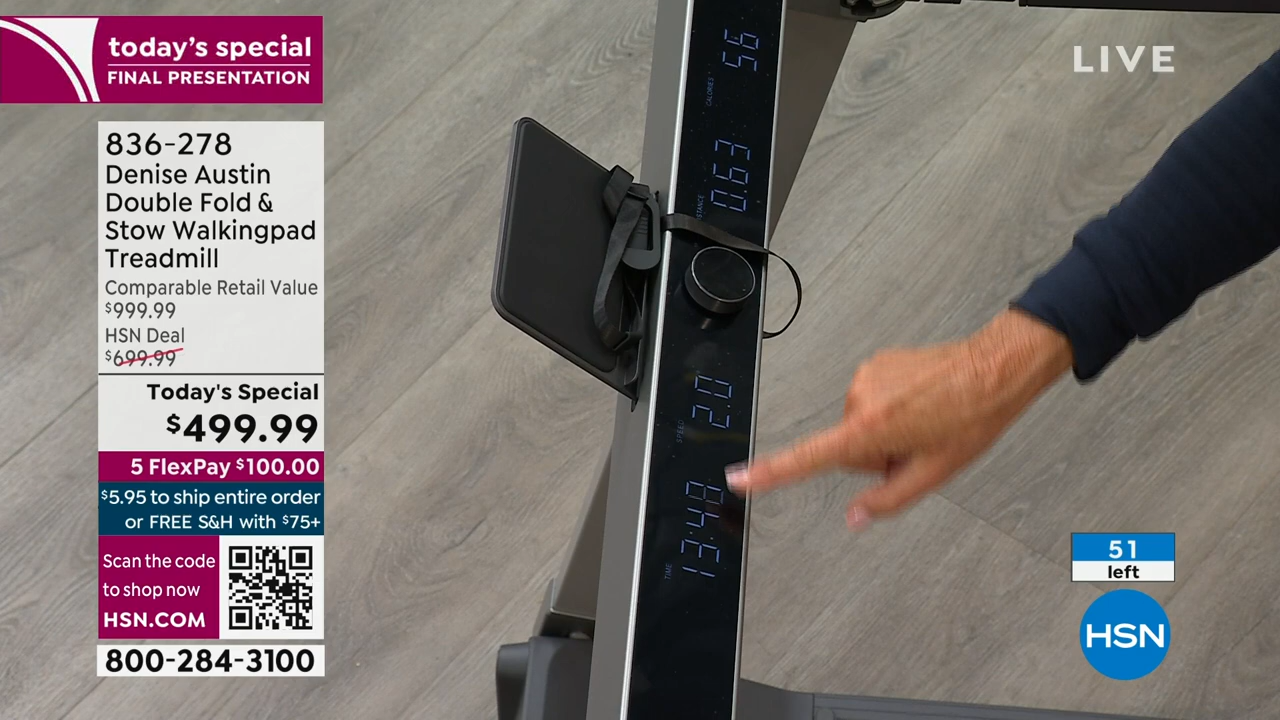 today's special
FINAL PRESENTATION
836-278
Denise Austin
Double Fold &
Stow Walkingpad
Treadmill
Comparable Retail Value
$999.99
HSN Deal
$699.99
Today's Special
$499.99
5 FlexPay $100.00
$5.95 to ship entire order
or FREE S&H with $75+
Scan the code
to shop now
HSN.COM
800-284-3100
LIVE
CALORIES
56
0.63
SPEED
2.0
TIME
13:48
51
left
HSN